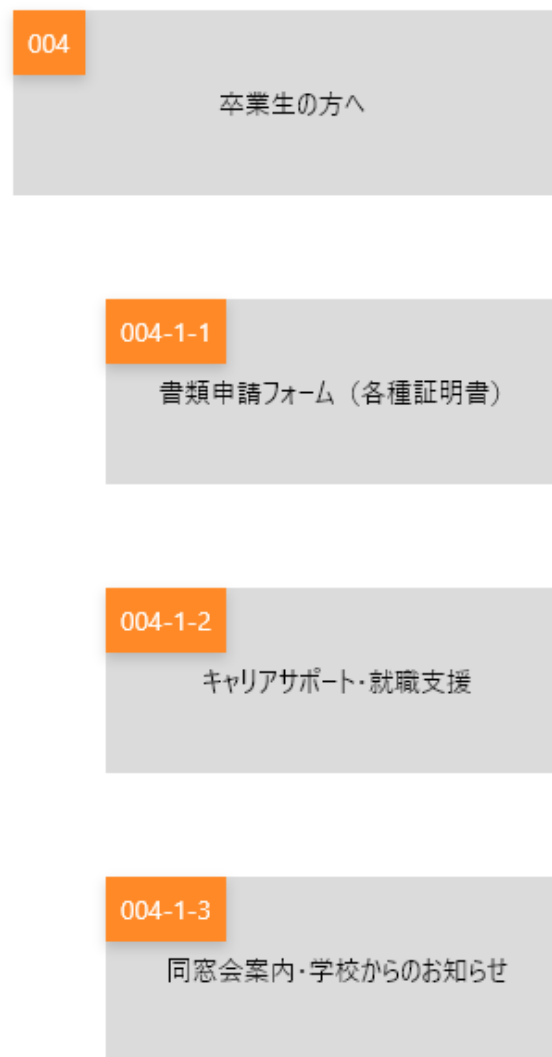 004
卒業生の方へ
004-1-1
書類申請フォーム（各種証明書）
004-1-2
キャリアサポート・就職支援
004-1-3
同窓会案内・学校からのお知らせ